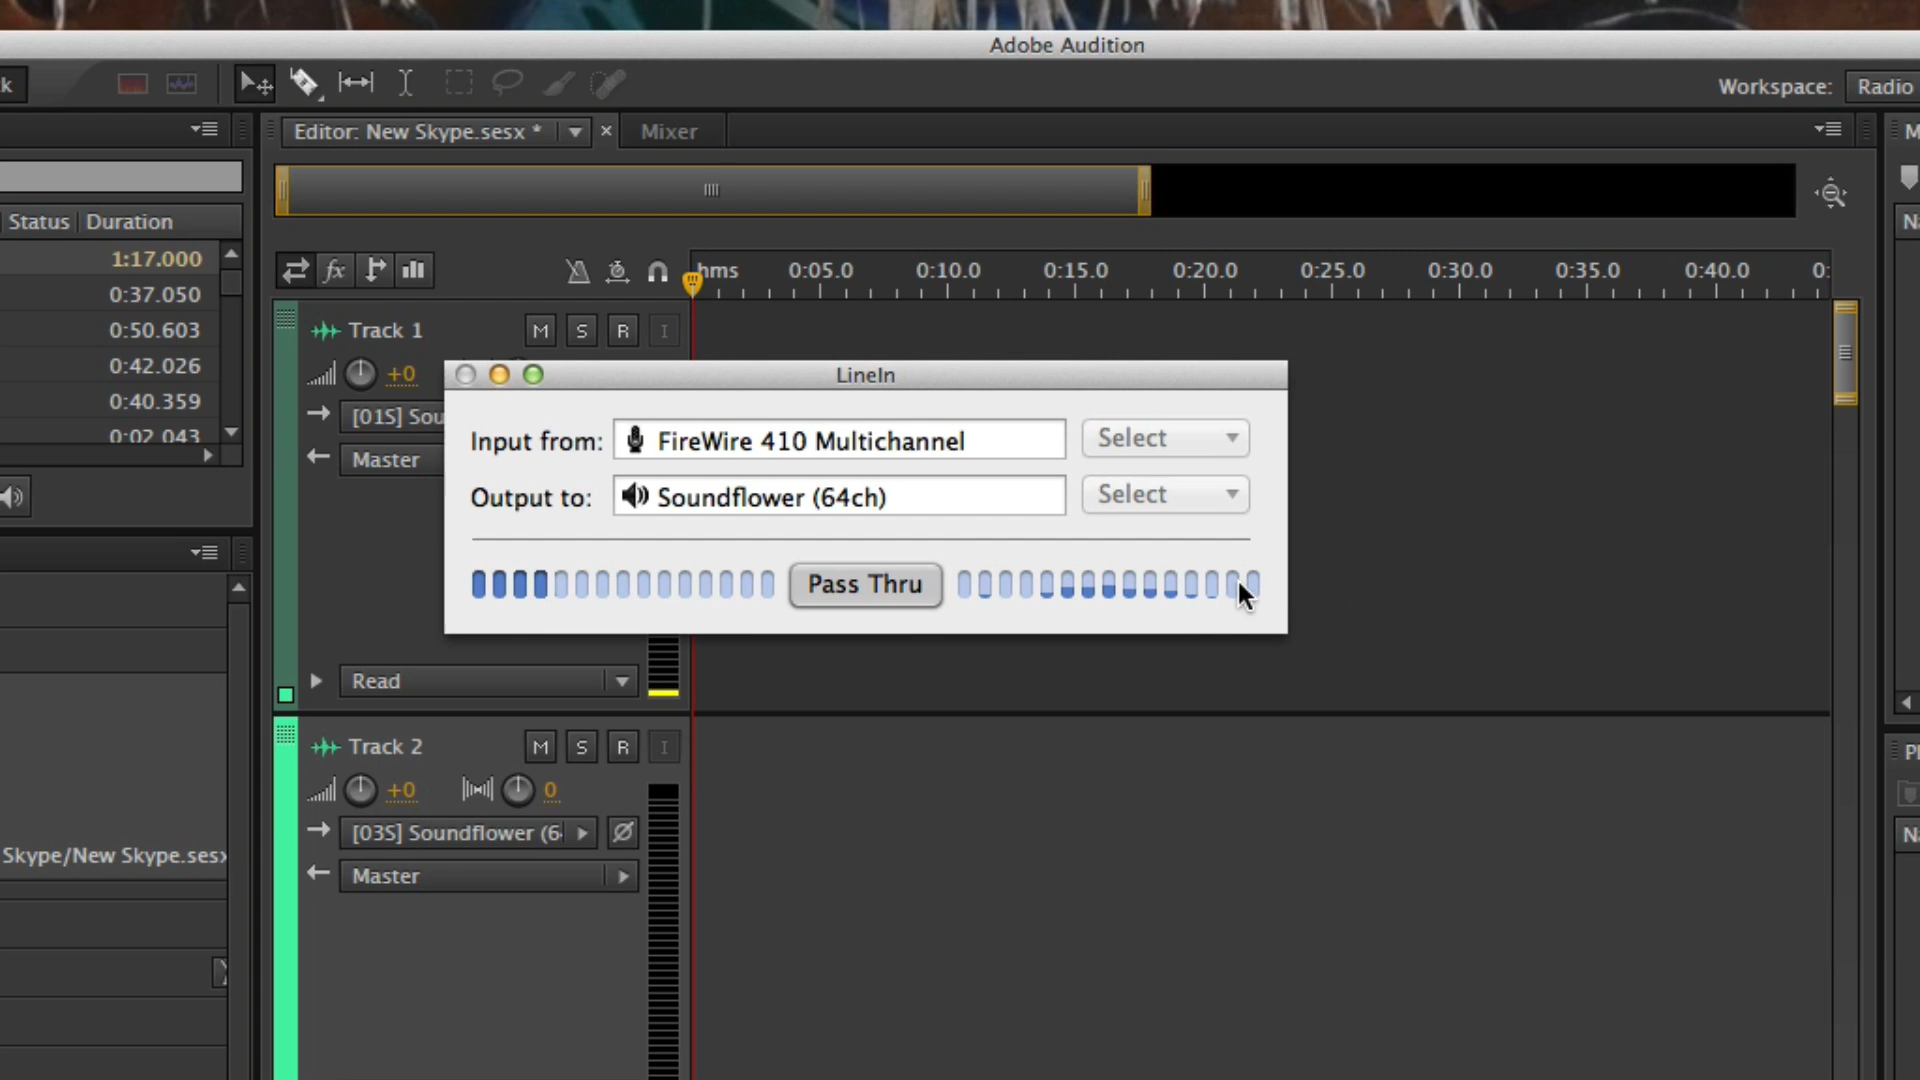 Adobe Audition
k
Workspace: Radio
Editor: New Skype.sesx *
Mixer
M
Status Duration
N
1:17.000
0:37.050
0:50.603
0:42.026
0:40.359
0:02.043
fx
hms 0:05.0 0:10.0 0:15.0 0:20.0 0:25.0 0:30.0 0:35.0 0:40.0 0:
Track 1 M S R I
+0
[01S] Sou
Master
LineIn
Input from: FireWire 410 Multichannel Select
Output to: Soundflower (64ch) Select
Pass Thru
Read
Track 2 M S R I
+0 0
[03S] Soundflower (6
Master
Skype/New Skype.sesx
Pl
N